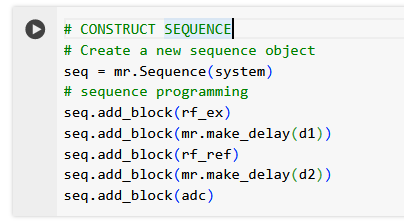 # CONSTRUCT SEQUENCE
# Create a new sequence object
seq = mr.Sequence(system)
# sequence programming
seq.add_block(rf_ex)
seq.add_block(mr.make_delay(d1))
seq.add_block(rf_ref)
seq.add_block(mr.make_delay(d2))
seq.add_block(adc)